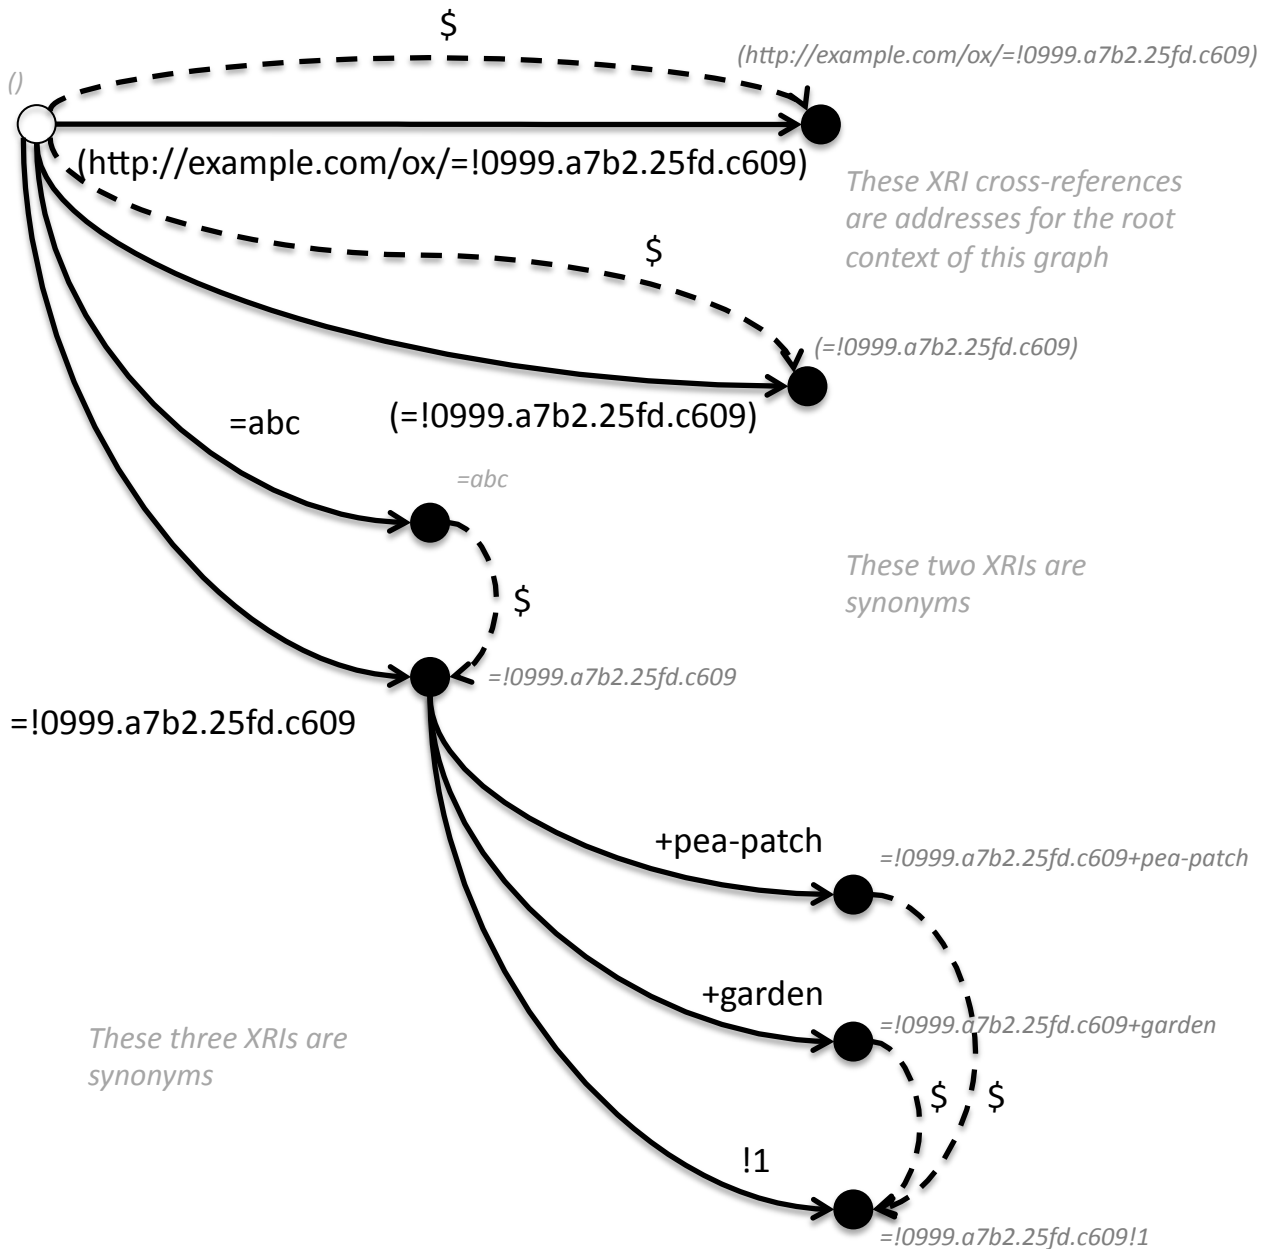 $
(http://example.com/ox/=!0999.a7b2.25fd.c609)
()
(http://example.com/ox/=!0999.a7b2.25fd.c609)
These XRI cross-references
are addresses for the root
context of this graph
$
(=!0999.a7b2.25fd.c609)
=abc
(=!0999.a7b2.25fd.c609)
=abc
These two XRIs are
synonyms
$
=!0999.a7b2.25fd.c609
=!0999.a7b2.25fd.c609
+pea-patch
=!0999.a7b2.25fd.c609+pea-patch
+garden
=!0999.a7b2.25fd.c609+garden
These three XRIs are
synonyms
$
$
!1
=!0999.a7b2.25fd.c609!1